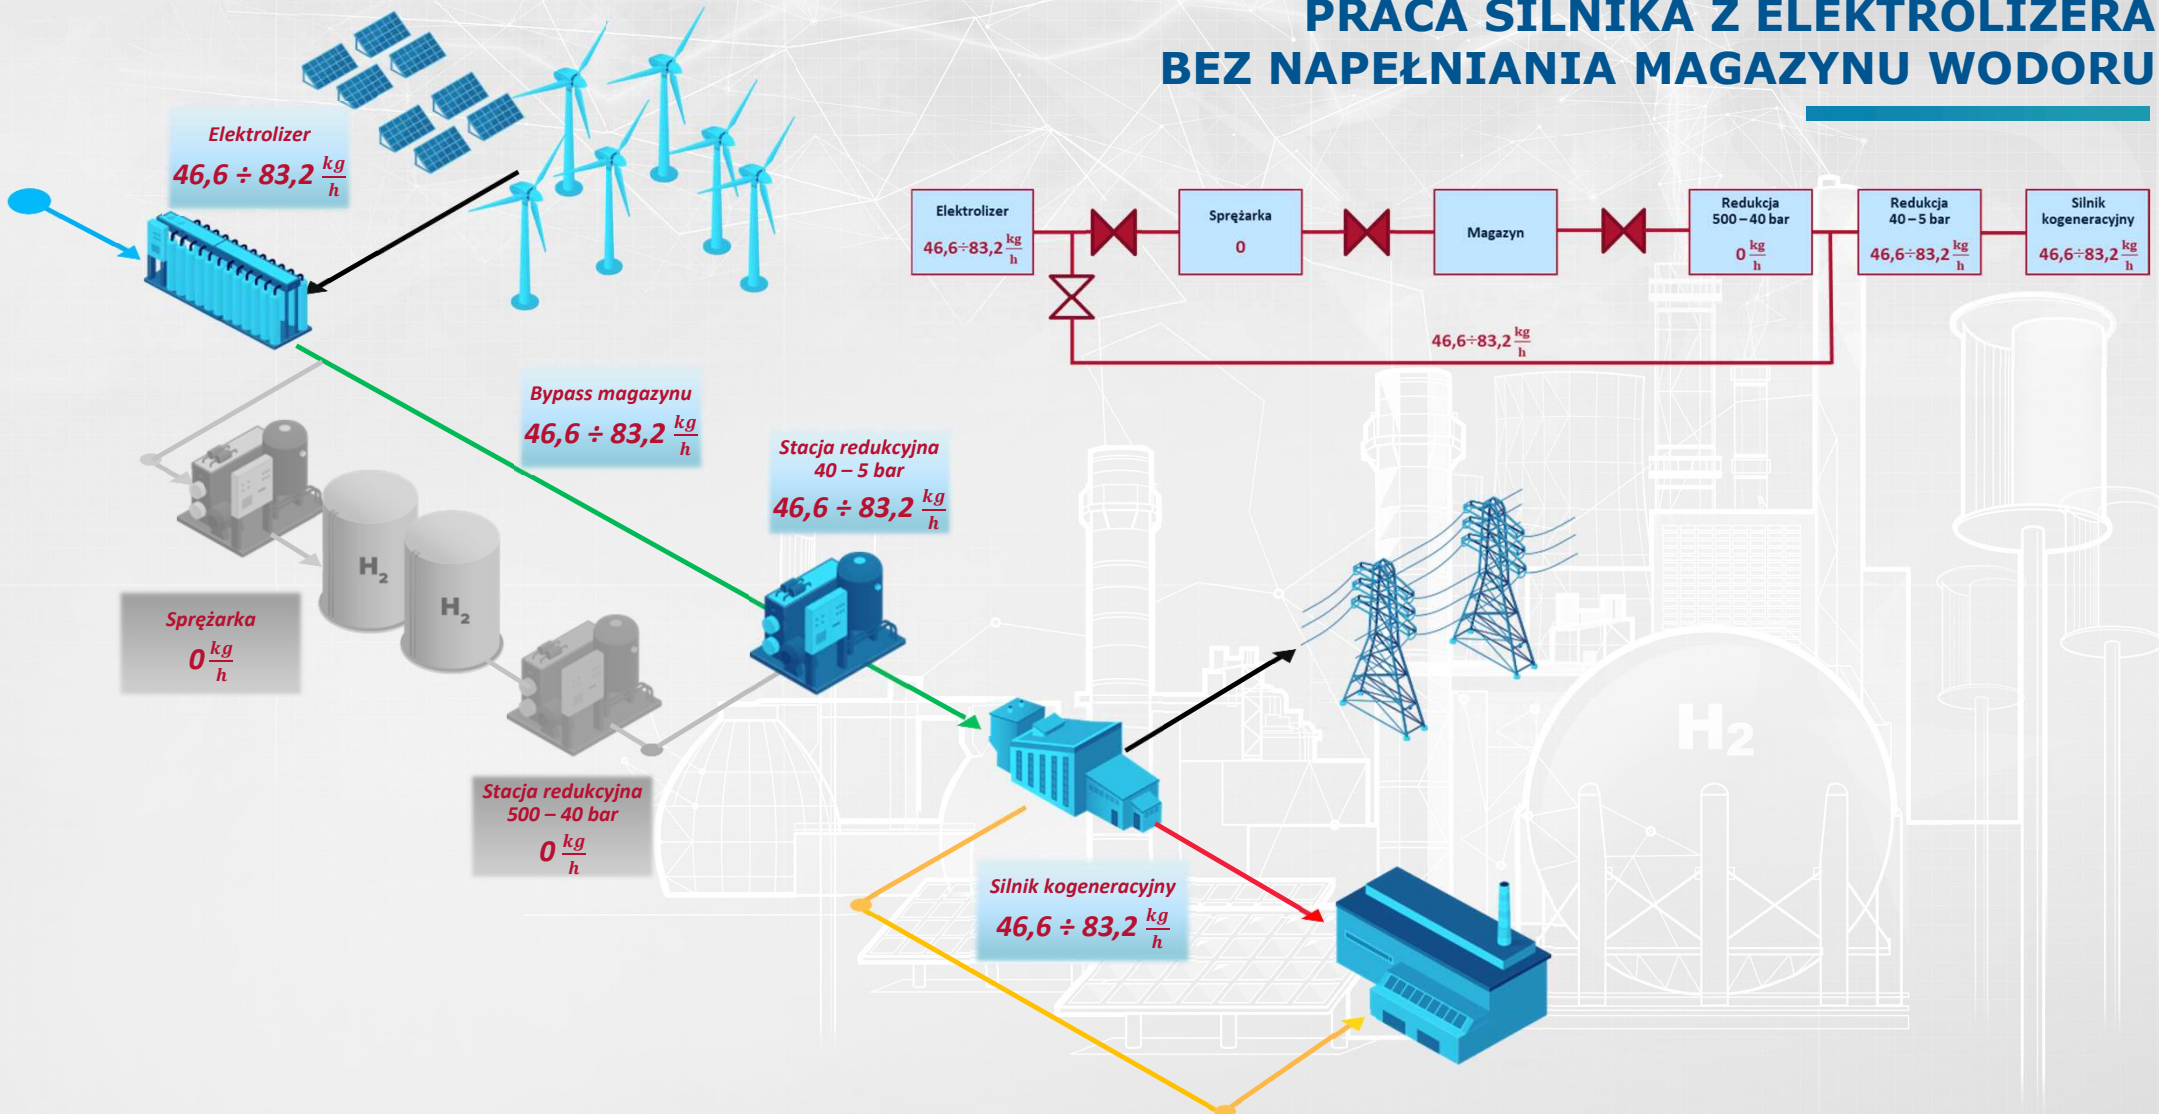 PRACA SILNIKA Z ELEKTROLIZERA
BEZ NAPEŁNIANIA MAGAZYNU WODORU
Elektrolizer
46,6 ÷ 83,2 kg/h
Elektrolizer
46,6÷83,2 kg/h
Sprężarka
0
Magazyn
Redukcja
500 – 40 bar
0 kg/h
Redukcja
40 – 5 bar
46,6÷83,2 kg/h
Silnik
kogeneracyjny
46,6÷83,2 kg/h
46,6÷83,2 kg/h
Bypass magazynu
46,6 ÷ 83,2 kg/h
Stacja redukcyjna
40 – 5 bar
46,6 ÷ 83,2 kg/h
H₂
H₂
Sprężarka
0 kg/h
Stacja redukcyjna
500 – 40 bar
0 kg/h
H₂
Silnik kogeneracyjny
46,6 ÷ 83,2 kg/h